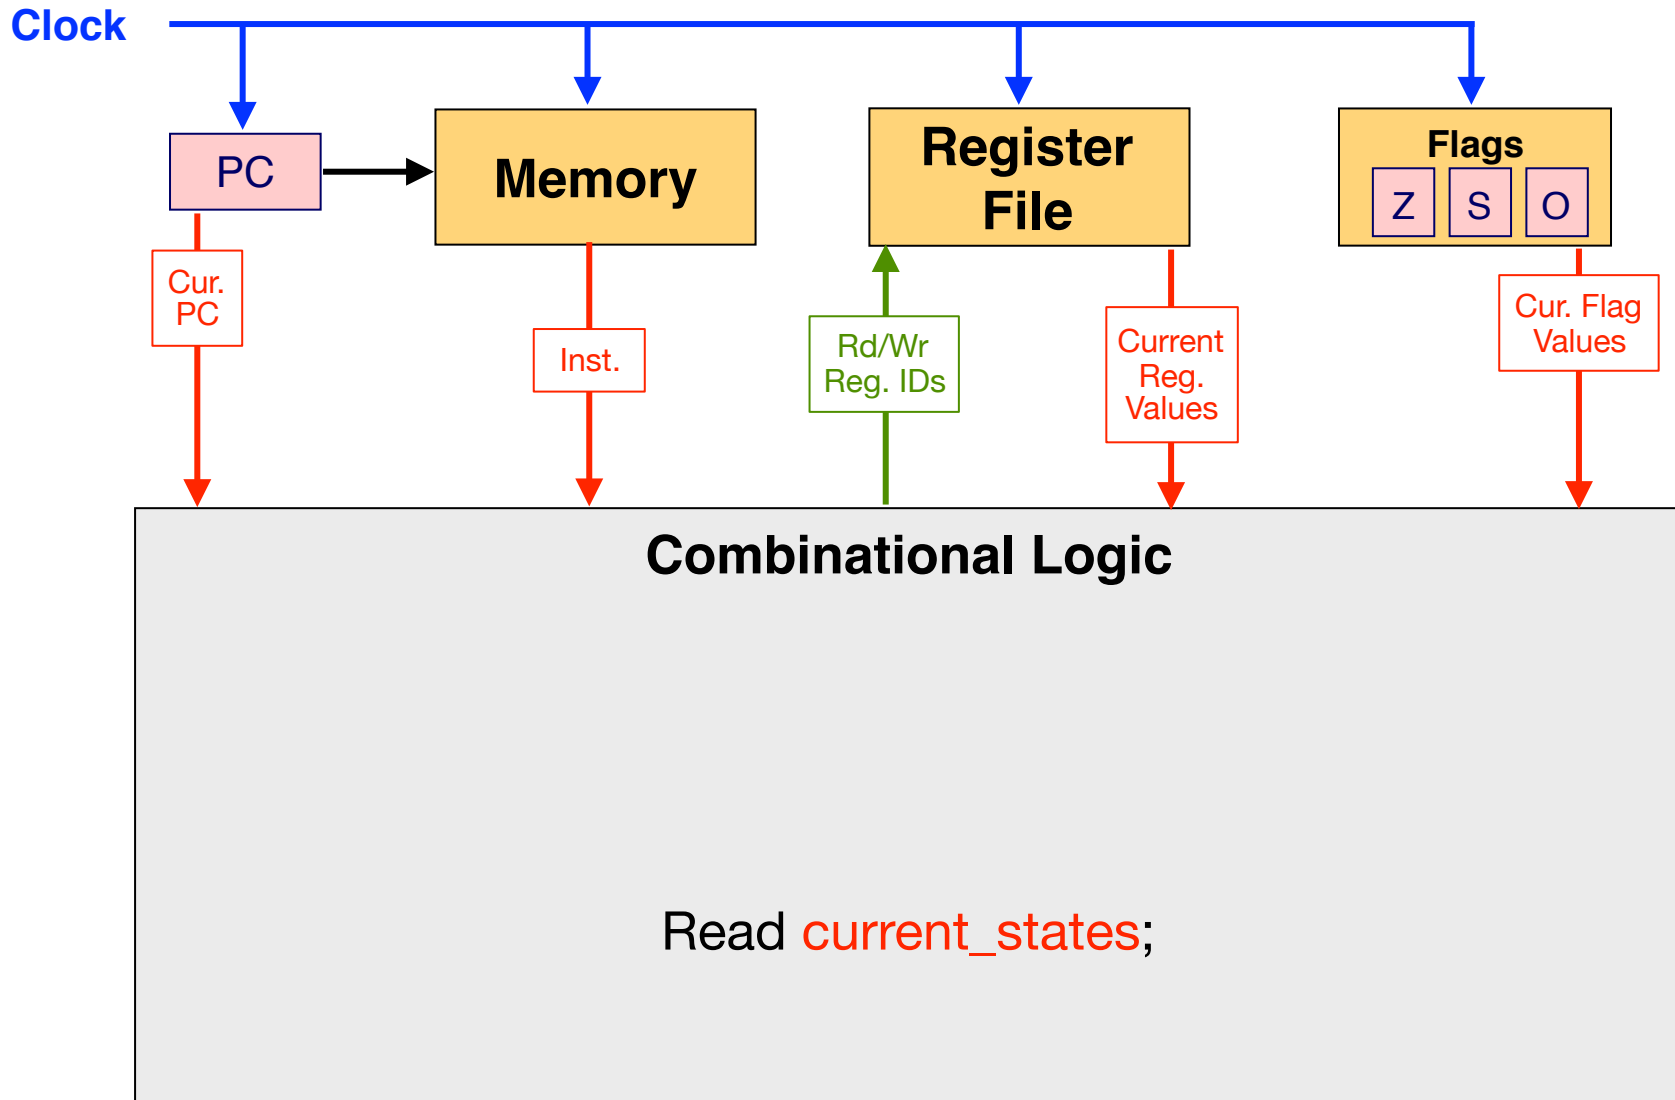 Clock
PC
Memory
Register
File
Flags
Z S O
Cur.
PC
Inst.
Rd/Wr
Reg. IDs
Current
Reg.
Values
Cur. Flag
Values
Combinational Logic
Read current_states;